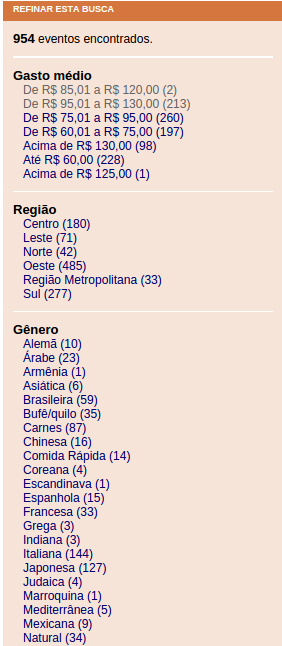 REFINAR ESTA BUSCA
954 eventos encontrados.
Gasto médio
De R$ 85,01 a R$ 120,00 (2)
De R$ 95,01 a R$ 130,00 (213)
De R$ 75,01 a R$ 95,00 (260)
De R$ 60,01 a R$ 75,00 (197)
Acima de R$ 130,00 (98)
Até R$ 60,00 (228)
Acima de R$ 125,00 (1)
Região
Centro (180)
Leste (71)
Norte (42)
Oeste (485)
Região Metropolitana (33)
Sul (277)
Gênero
Alemã (10)
Árabe (23)
Armênia (1)
Asiática (6)
Brasileira (59)
Bufê/quilo (35)
Carnes (87)
Chinesa (16)
Comida Rápida (14)
Coreana (4)
Escandinava (1)
Espanhola (15)
Francesa (33)
Grega (3)
Indiana (3)
Italiana (144)
Japonesa (127)
Judaica (4)
Marroquina (1)
Mediterrânea (5)
Mexicana (9)
Natural (34)